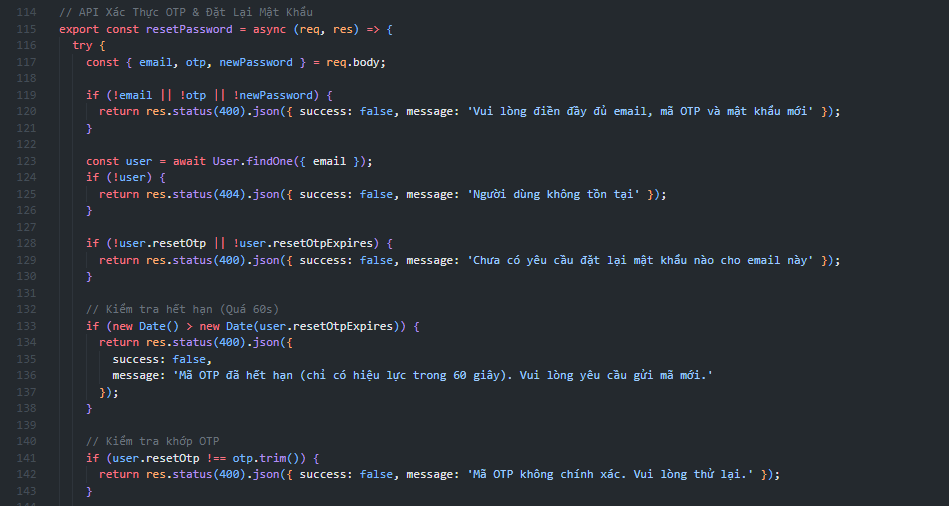 114 // API Xác Thực OTP & Đặt Lại Mật Khẩu
115 export const resetPassword = async (req, res) => {
116 try {
117 const { email, otp, newPassword } = req.body;
118
119 if (!email || !otp || !newPassword) {
120 return res.status(400).json({ success: false, message: 'Vui lòng điền đầy đủ email, mã OTP và mật khẩu mới' });
121 }
122
123 const user = await User.findOne({ email });
124 if (!user) {
125 return res.status(404).json({ success: false, message: 'Người dùng không tồn tại' });
126 }
127
128 if (!user.resetOtp || !user.resetOtpExpires) {
129 return res.status(400).json({ success: false, message: 'Chưa có yêu cầu đặt lại mật khẩu nào cho email này' });
130 }
131
132 // Kiểm tra hết hạn (Quá 60s)
133 if (new Date() > new Date(user.resetOtpExpires)) {
134 return res.status(400).json({
135 success: false,
136 message: 'Mã OTP đã hết hạn (chỉ có hiệu lực trong 60 giây). Vui lòng yêu cầu gửi mã mới.'
137 });
138 }
139
140 // Kiểm tra khớp OTP
141 if (user.resetOtp !== otp.trim()) {
142 return res.status(400).json({ success: false, message: 'Mã OTP không chính xác. Vui lòng thử lại.' });
143 }